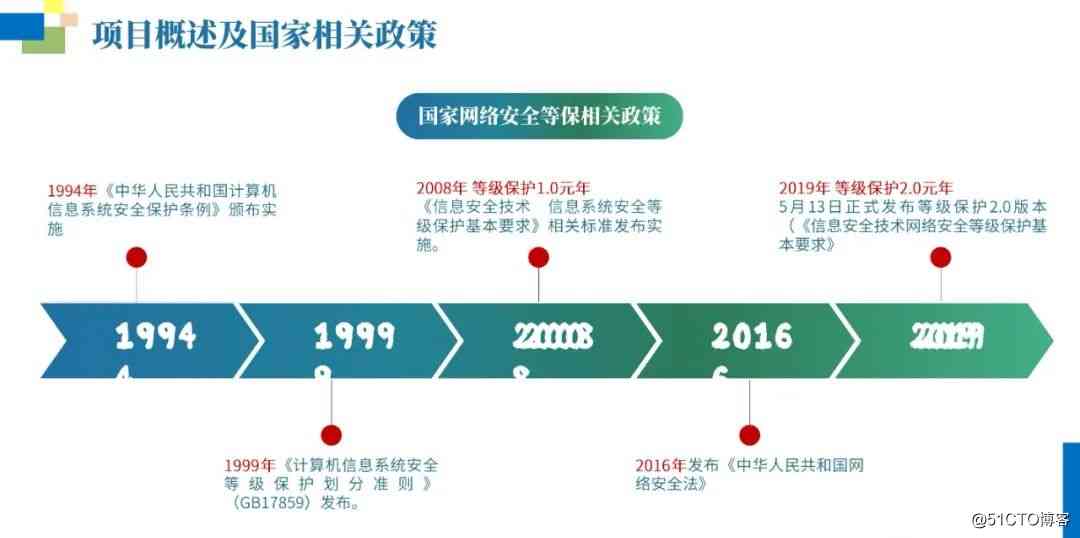 项目概述及国家相关政策
国家网络安全等保相关政策
1994年《中华人民共和国计算机
信息系统安全保护条例》颁布实
施
2008年 等级保护1.0元年
《信息安全技术　信息系统安全等
级保护基本要求》相关标准发布实
施。
2019年 等级保护2.0元年
5月13日正式发布等级保护2.0版本
（《信息安全技术网络安全等级保护基
本要求》
1994
1999
2008
2016
2019
1999年《计算机信息系统安全
等级保护划分准则》
（GB17859）发布。
2016年发布《中华人民共和国网
络安全法》
@51CTO博客